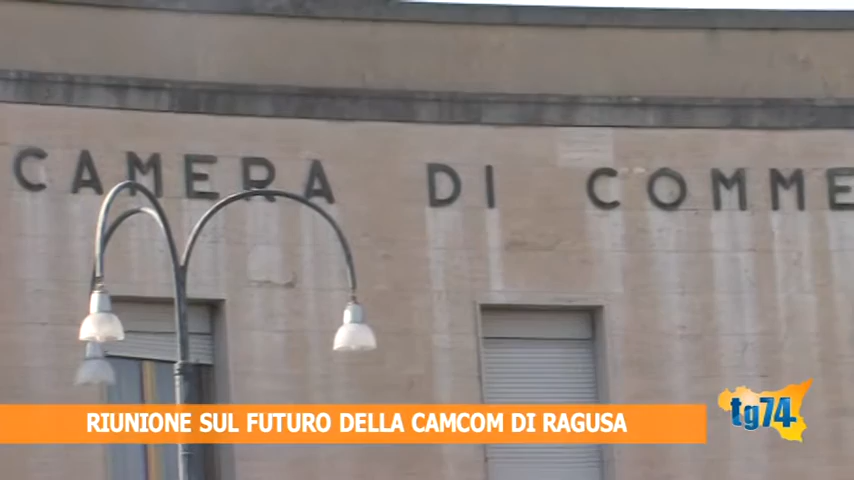 CAMERA DI COMME
RIUNIONE SUL FUTURO DELLA CAMCOM DI RAGUSA
tg74